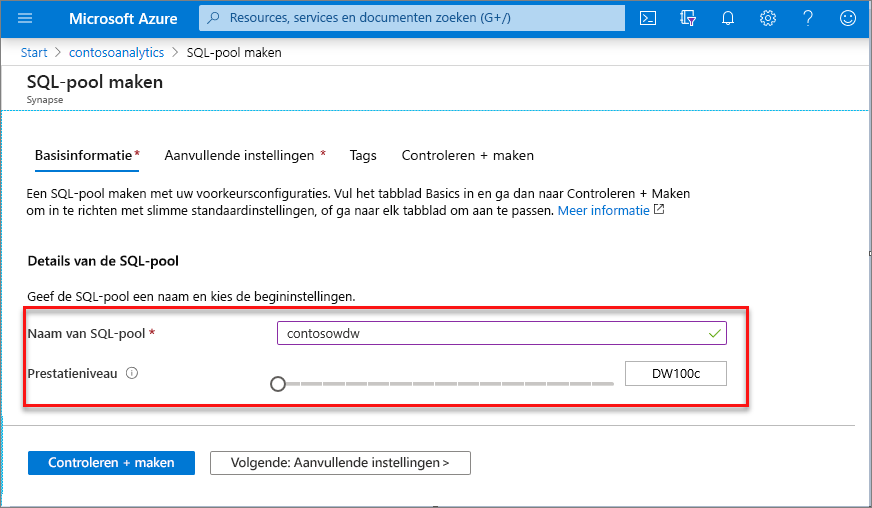 Microsoft Azure
Resources, services en documenten zoeken (G+/)
Start > contosoanalytics > SQL-pool maken
SQL-pool maken
Synapse
Basisinformatie * Aanvullende instellingen * Tags Controleren + maken
Een SQL-pool maken met uw voorkeursconfiguraties. Vul het tabblad Basics in en ga dan naar Controleren + Maken
om in te richten met slimme standaardinstellingen, of ga naar elk tabblad om aan te passen. Meer informatie
Details van de SQL-pool
Geef de SQL-pool een naam en kies de begininstellingen.
Naam van SQL-pool * contosowdw
Prestatieniveau DW100c
Controleren + maken Volgende: Aanvullende instellingen >